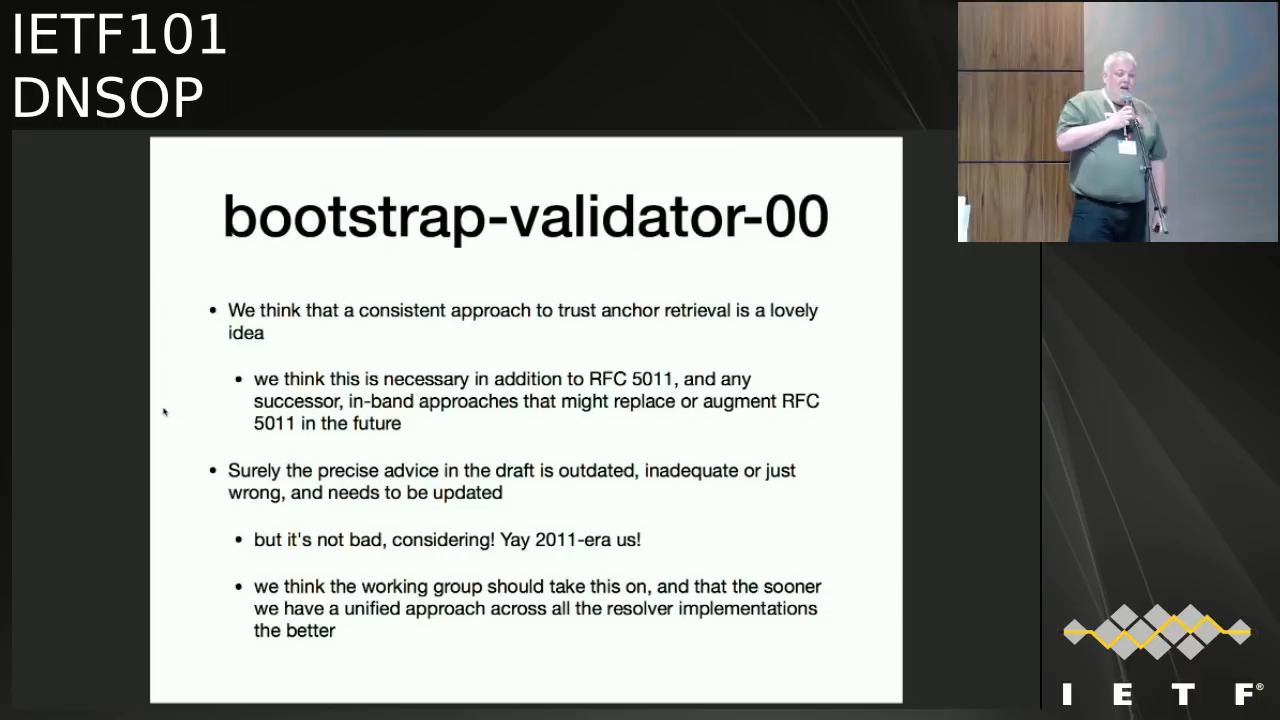 IETF101
DNSOP
bootstrap-validator-00
• We think that a consistent approach to trust anchor retrieval is a lovely
idea
• we think this is necessary in addition to RFC 5011, and any
successor, in-band approaches that might replace or augment RFC
5011 in the future
• Surely the precise advice in the draft is outdated, inadequate or just
wrong, and needs to be updated
• but it's not bad, considering! Yay 2011-era us!
• we think the working group should take this on, and that the sooner
we have a unified approach across all the resolver implementations
the better
I E T F®